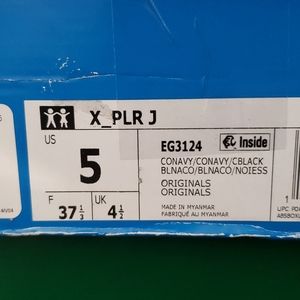 X_PLR J
US
5
F
37 1/3
UK
4 1/2
EG3124
Inside
CONAVY/CONAVY/CBLACK
BLNACO/BLNACO/NOIESS
ORIGINALS
ORIGINALS
MADE IN MYANMAR
FABRIQUÉ AU MYANMAR
UPC